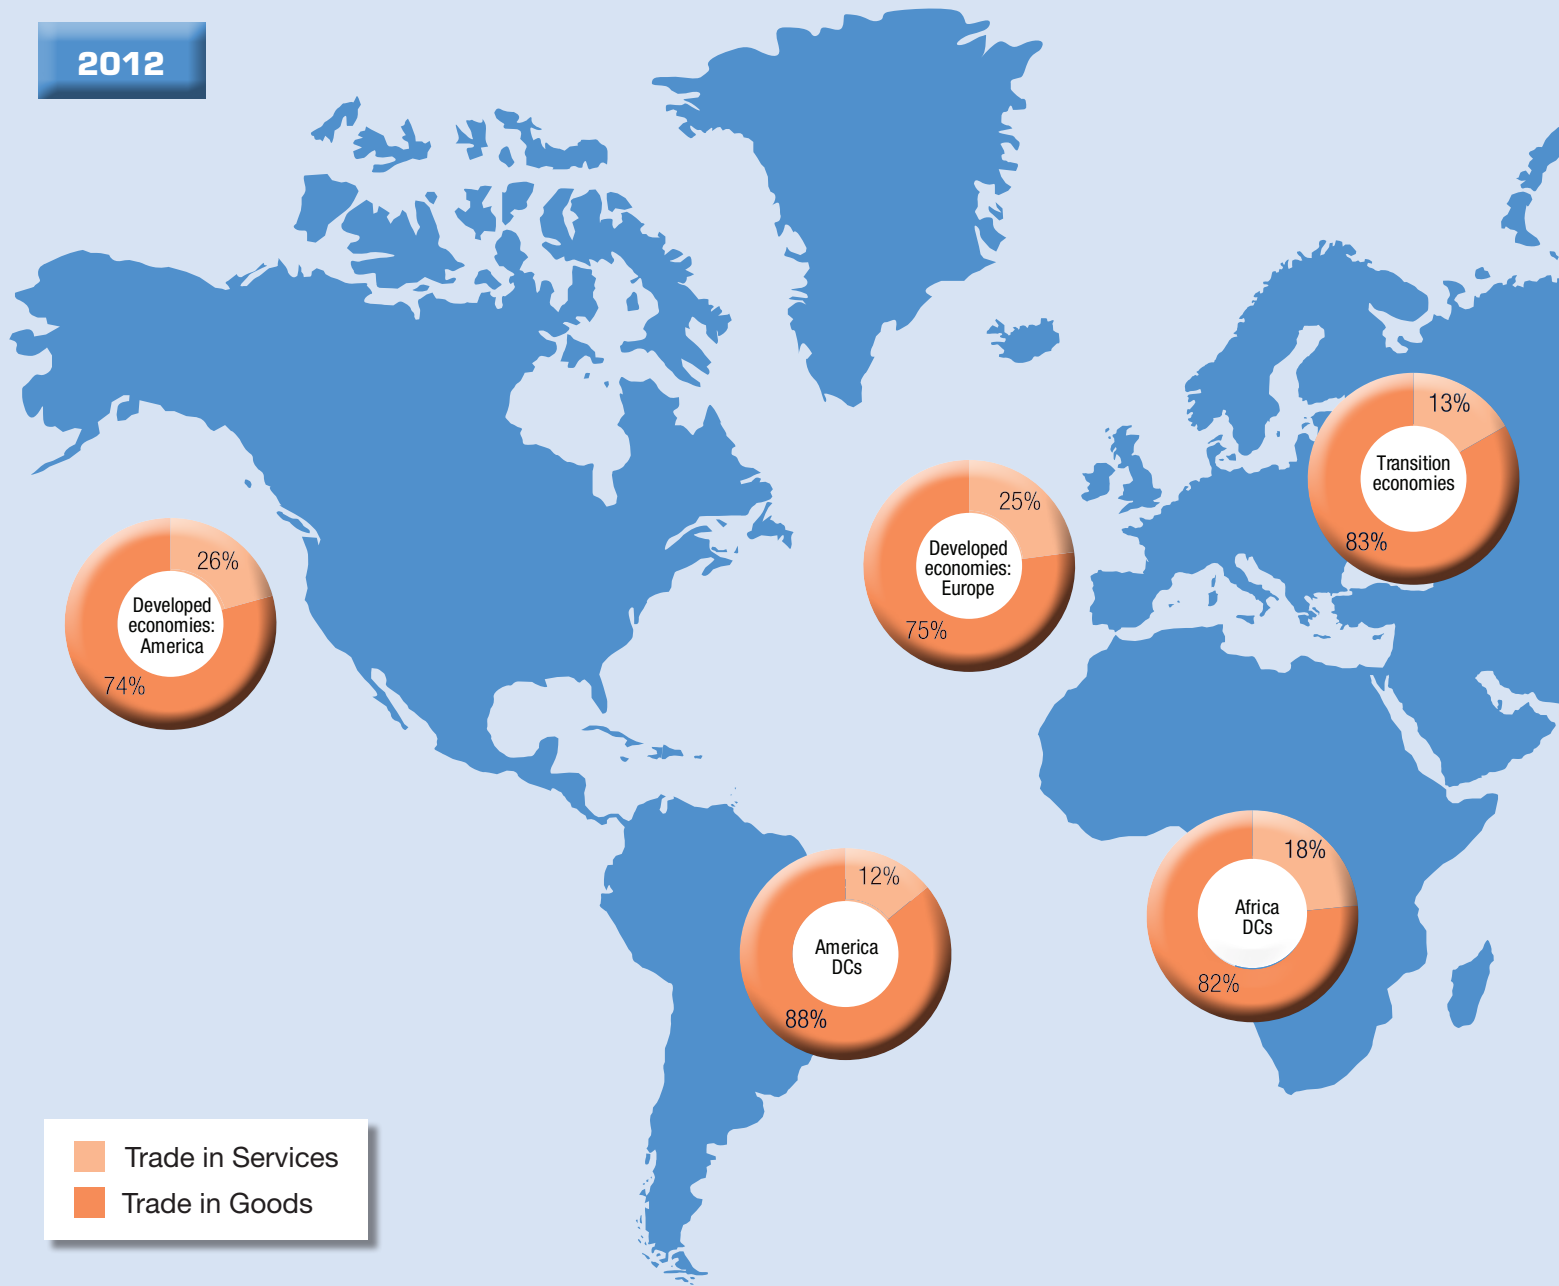 2012
13%
Transition
economies
83%
25%
Developed
economies:
Europe
75%
26%
Developed
economies:
America
74%
12%
America
DCs
88%
18%
Africa
DCs
82%
Trade in Services
Trade in Goods